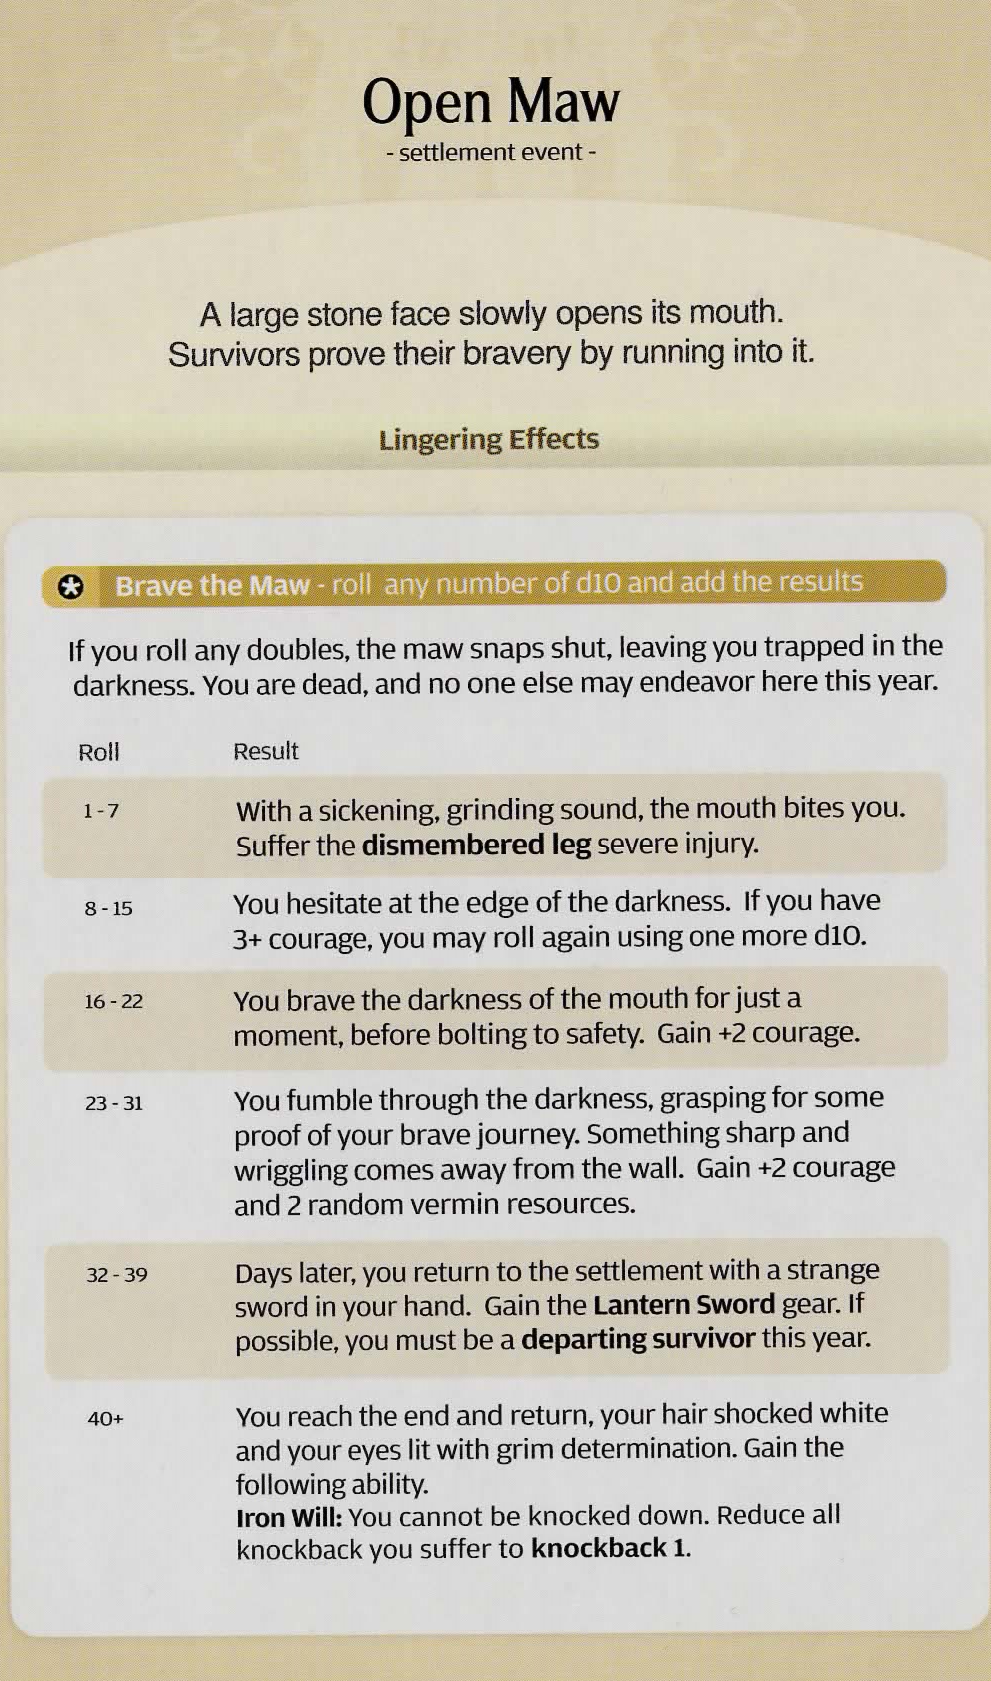 Open Maw
- settlement event -
A large stone face slowly opens its mouth.
Survivors prove their bravery by running into it.
Lingering Effects
Brave the Maw - roll any number of d10 and add the results
If you roll any doubles, the maw snaps shut, leaving you trapped in the
darkness. You are dead, and no one else may endeavor here this year.
Roll Result
1 - 7 With a sickening, grinding sound, the mouth bites you.
Suffer the dismembered leg severe injury.
8 - 15 You hesitate at the edge of the darkness. If you have
3+ courage, you may roll again using one more d10.
16 - 22 You brave the darkness of the mouth for just a
moment, before bolting to safety. Gain +2 courage.
23 - 31 You fumble through the darkness, grasping for some
proof of your brave journey. Something sharp and
wriggling comes away from the wall. Gain +2 courage
and 2 random vermin resources.
32 - 39 Days later, you return to the settlement with a strange
sword in your hand. Gain the Lantern Sword gear. If
possible, you must be a departing survivor this year.
40+ You reach the end and return, your hair shocked white
and your eyes lit with grim determination. Gain the
following ability.
Iron Will: You cannot be knocked down. Reduce all
knockback you suffer to knockback 1.